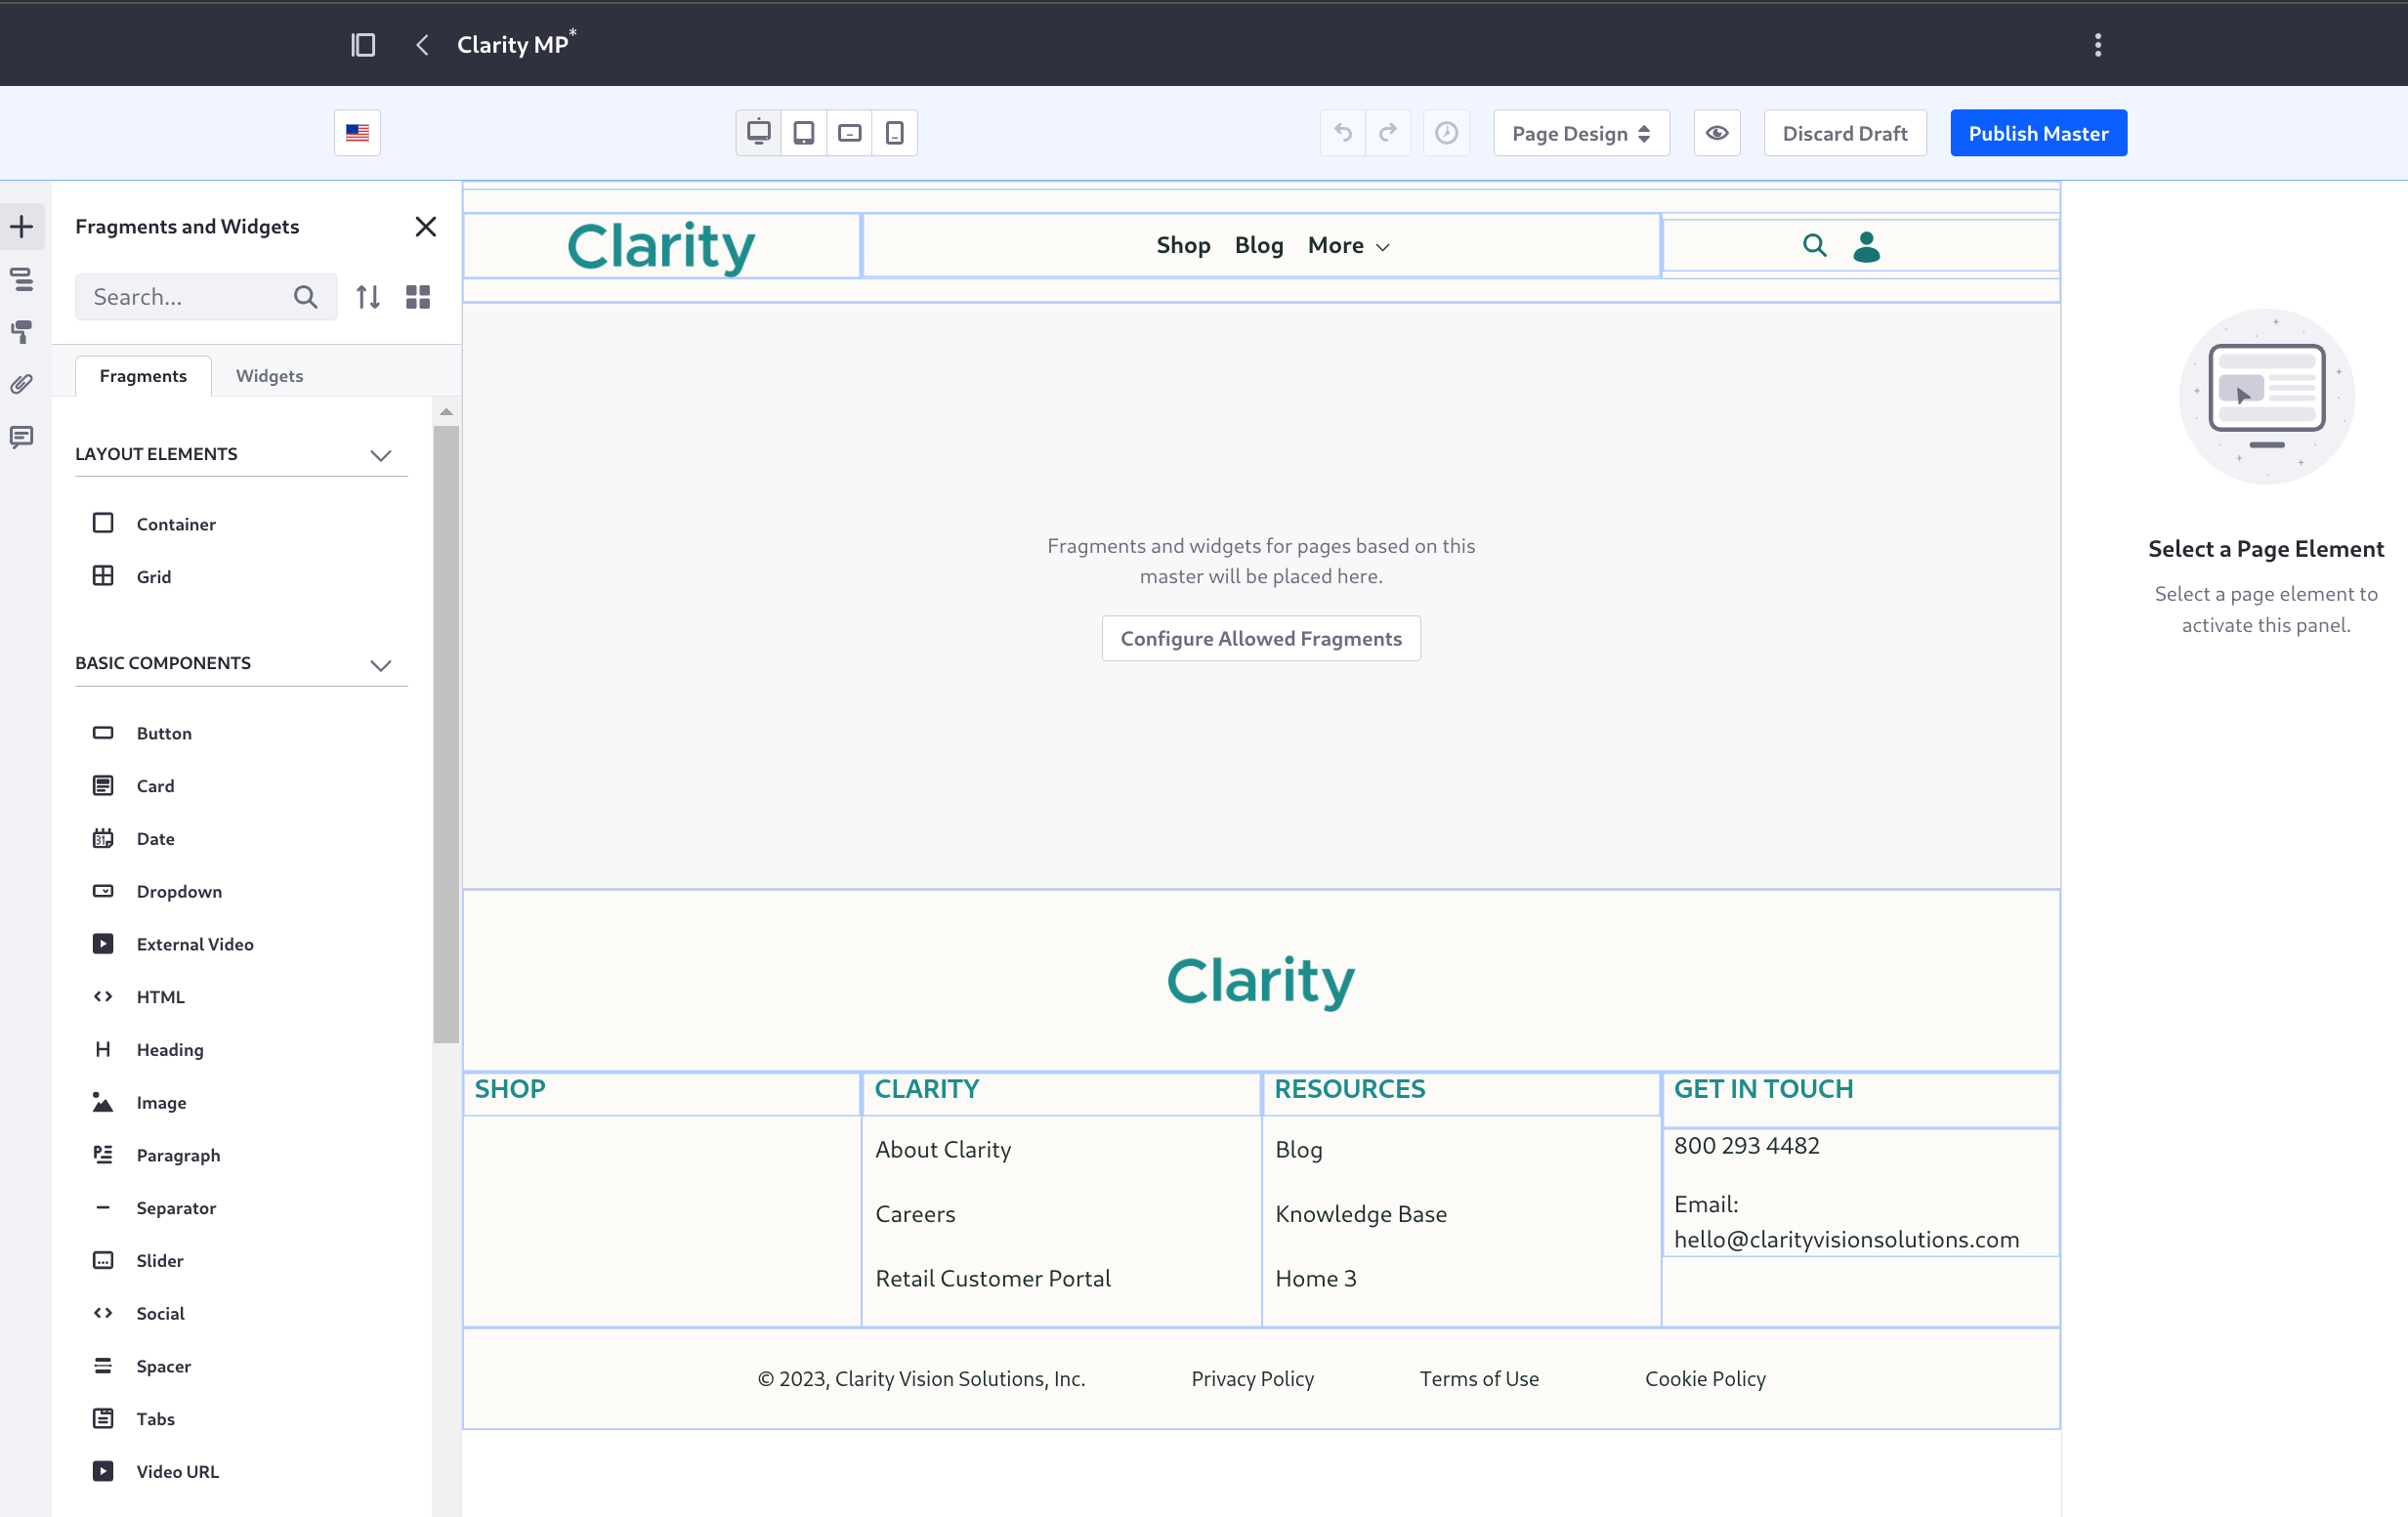 Clarity MP*
Page Design
Discard Draft
Publish Master
Fragments and Widgets
Search...
Fragments
Widgets
LAYOUT ELEMENTS
Container
Grid
BASIC COMPONENTS
Button
Card
Date
Dropdown
External Video
HTML
Heading
Image
Paragraph
Separator
Slider
Social
Spacer
Tabs
Video URL
Clarity
Shop
Blog
More
Fragments and widgets for pages based on this
master will be placed here.
Configure Allowed Fragments
Clarity
SHOP
CLARITY
About Clarity
Careers
Retail Customer Portal
RESOURCES
Blog
Knowledge Base
Home 3
GET IN TOUCH
800 293 4482
Email:
hello@clarityvisionsolutions.com
© 2023, Clarity Vision Solutions, Inc.
Privacy Policy
Terms of Use
Cookie Policy
Select a Page Element
Select a page element to
activate this panel.